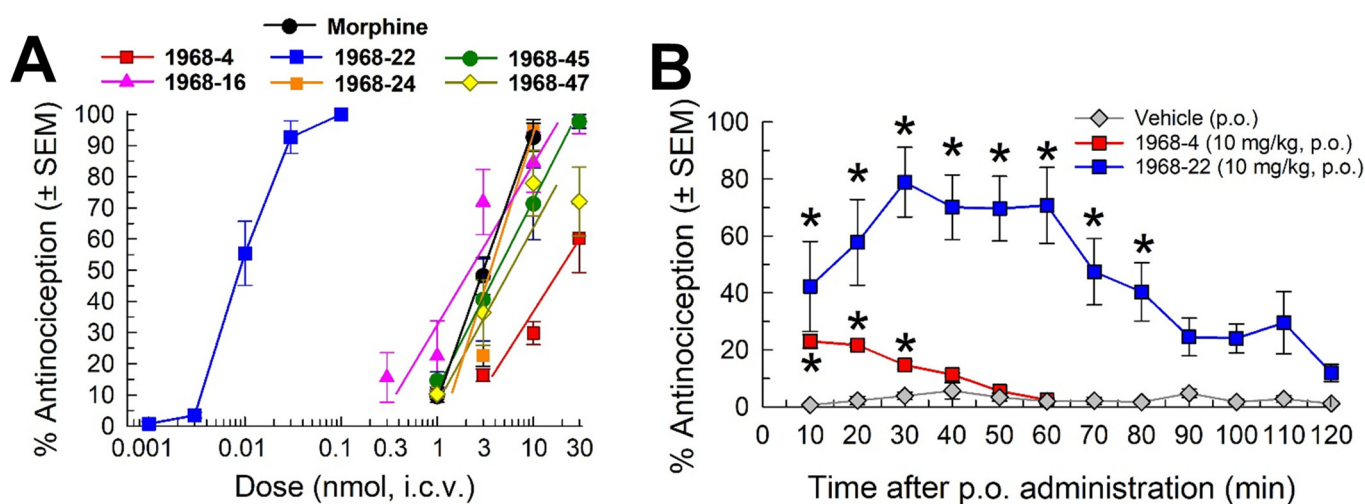 A
Morphine
1968-4
1968-22
1968-45
1968-16
1968-24
1968-47
% Antinociception (± SEM)
100
90
80
70
60
50
40
30
20
10
0
0.001
0.01
0.1
0.3
1
3
10
30
Dose (nmol, i.c.v.)
B
Vehicle (p.o.)
1968-4 (10 mg/kg, p.o.)
1968-22 (10 mg/kg, p.o.)
% Antinociception (± SEM)
100
80
60
40
20
0
* * * * * * * * * * *
0 10 20 30 40 50 60 70 80 90 100 110 120
Time after p.o. administration (min)